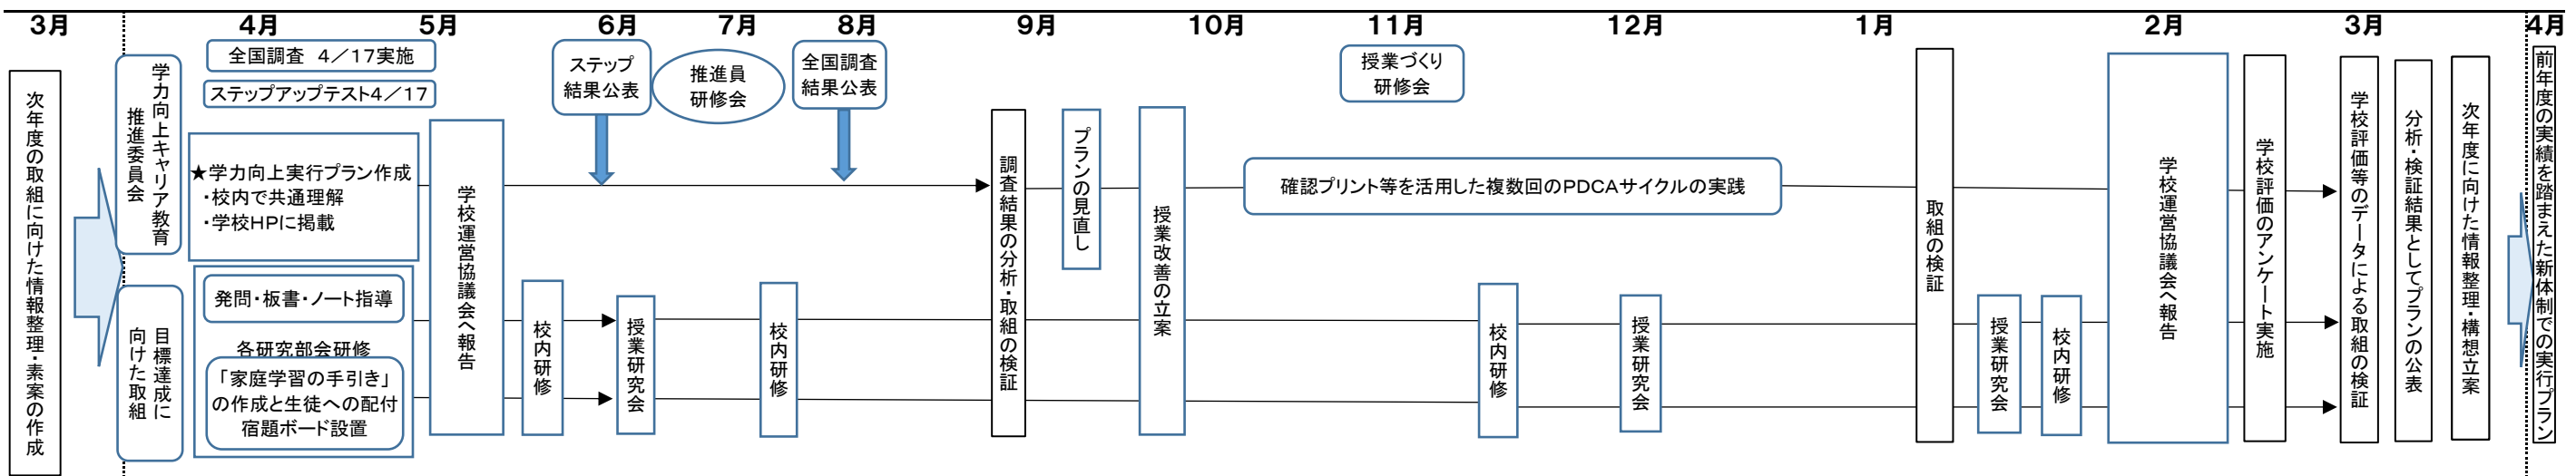 3月
4月
5月
6月
7月
8月
9月
10月
11月
12月
1月
2月
3月
4月
次年度の取組に向けた情報整理・素案の作成
学力向上キャリア教育
推進委員会
目標達成に
向けた取組
全国調査 4／17実施
ステップアップテスト4／17
★学力向上実行プラン作成
・校内で共通理解
・学校HPに掲載
発問・板書・ノート指導
各研究部会研修
「家庭学習の手引き」
の作成と生徒への配付
宿題ボード設置
学校運営協議会へ報告
校内研修
ステップ
結果公表
授業研究会
推進員
研修会
校内研修
全国調査
結果公表
調査結果の分析・取組の検証
プランの見直し
授業改善の立案
授業づくり
研修会
確認プリント等を活用した複数回のPDCAサイクルの実践
校内研修
授業研究会
取組の検証
授業研究会
校内研修
学校運営協議会へ報告
学校評価のアンケート実施
学校評価等のデータによる取組の検証
分析・検証結果としてプランの公表
次年度に向けた情報整理・構想立案
前年度の実績を踏まえた新体制での実行プラン